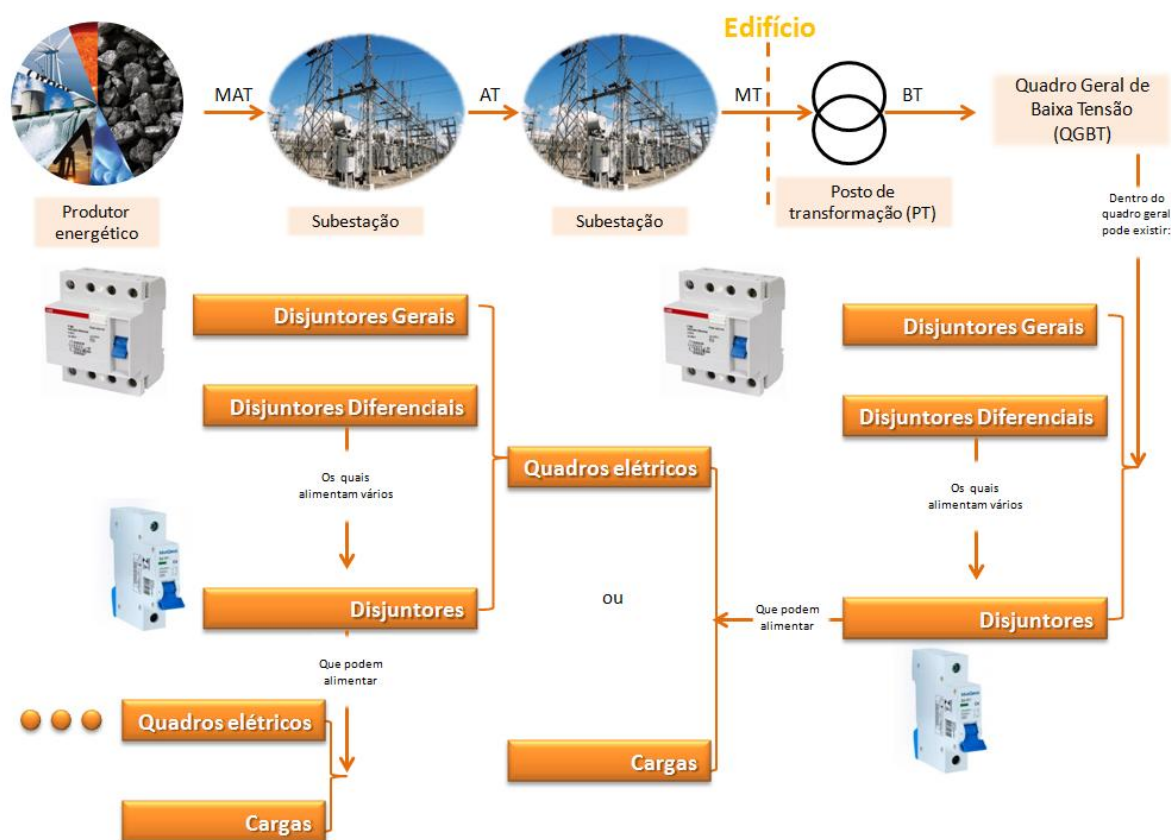 Edifício
MAT
AT
MT
BT
Quadro Geral de
Baixa Tensão
(QGBT)
Produtor
energético
Subestação
Subestação
Posto de
transformação (PT)
Dentro do
quadro geral
pode existir:
Disjuntores Gerais
Disjuntores Gerais
Disjuntores Diferenciais
Disjuntores Diferenciais
Quadros elétricos
Os quais
alimentam vários
Os quais
alimentam vários
Disjuntores
ou
Que podem
alimentar
Disjuntores
Que podem
alimentar
Quadros elétricos
Cargas
Cargas